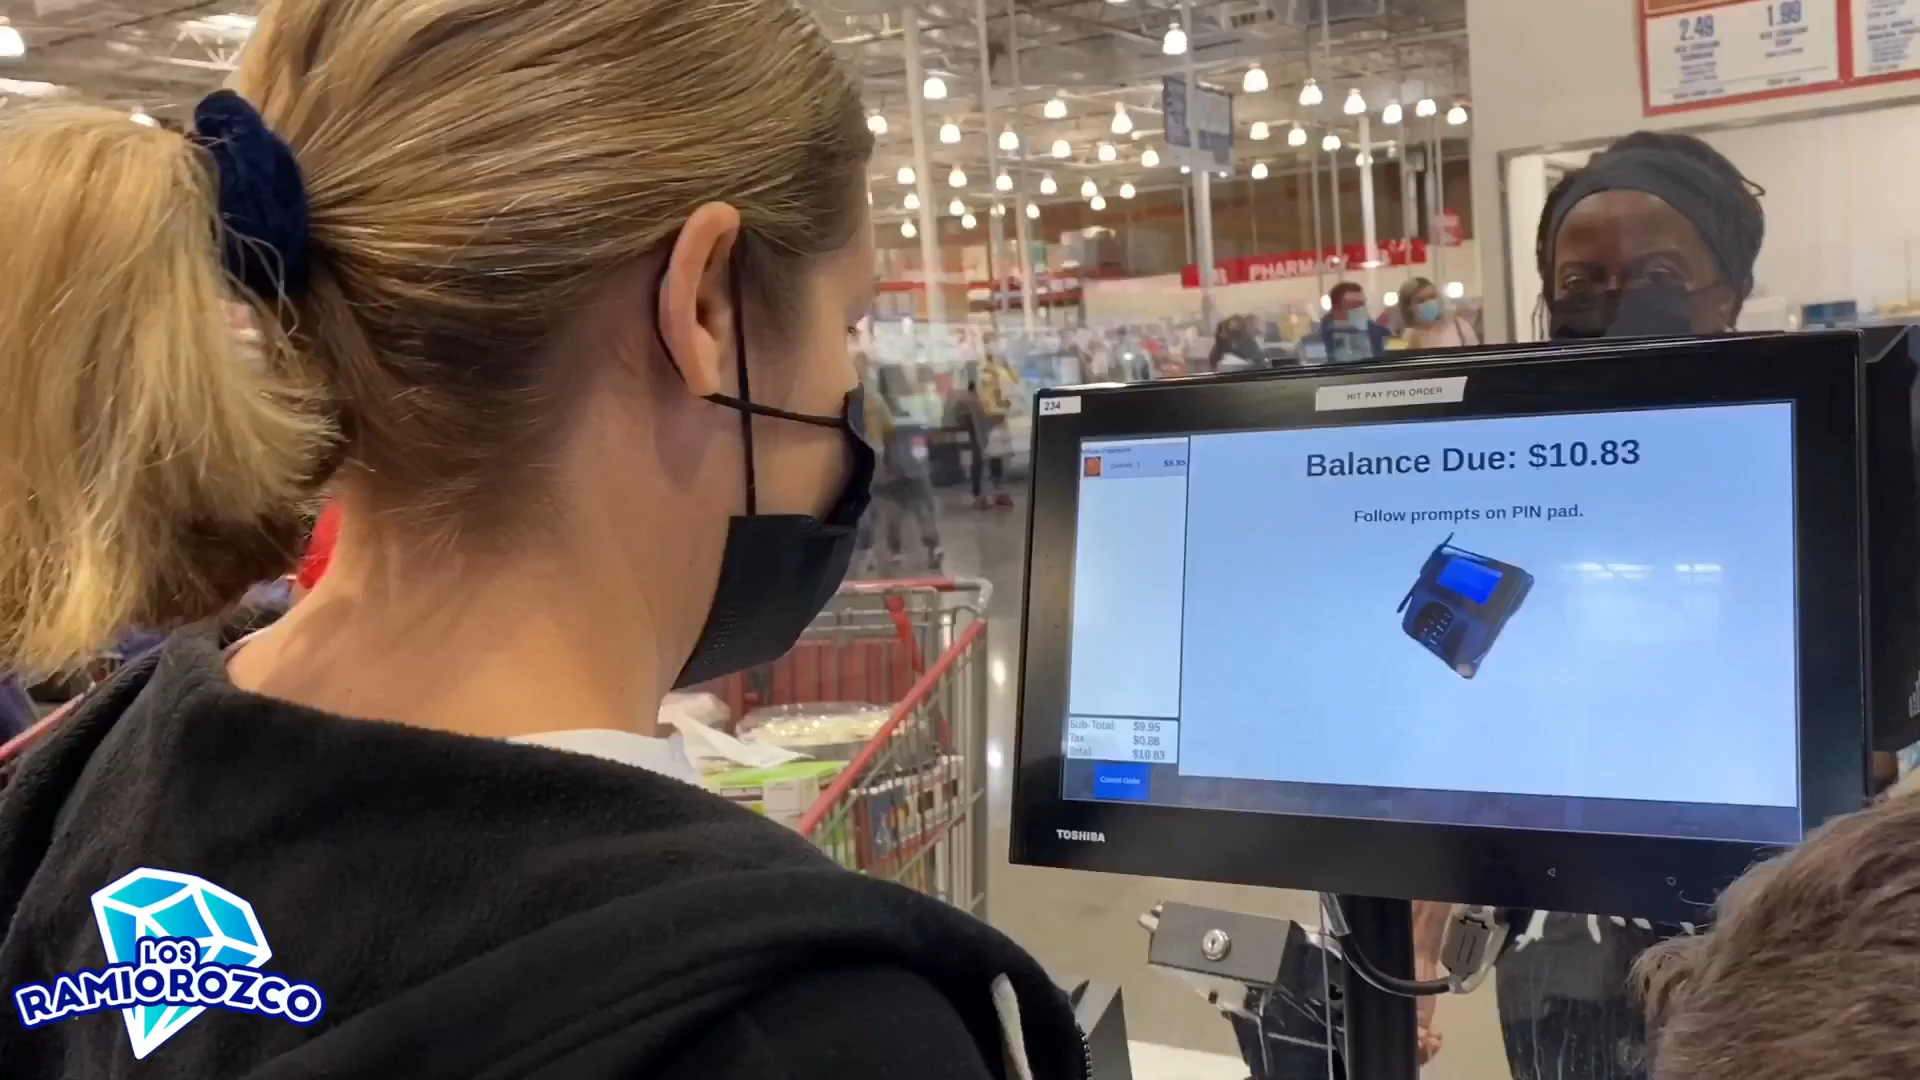 2.49
1.99
PHARMACY
HIT PAY FOR ORDER
234
$9.95
Balance Due: $10.83
Follow prompts on PIN pad.
Sub-Total $9.95
Tax $0.88
Total $10.83
Cancel Order
TOSHIBA
LOS
RAMIOROZCO